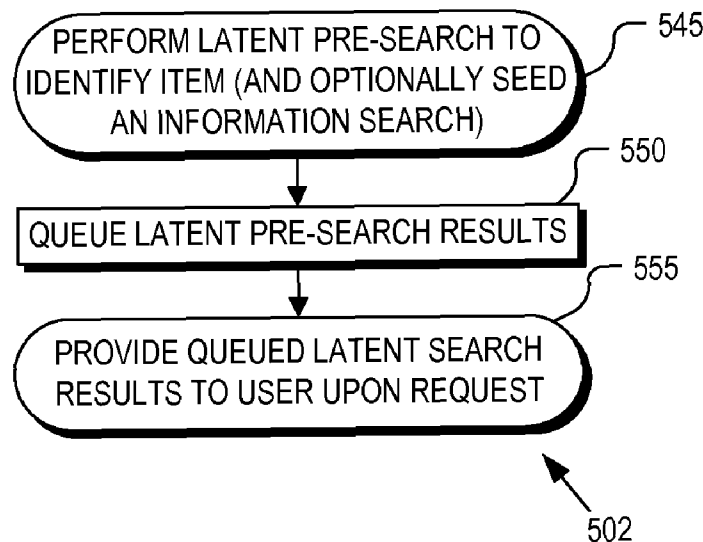 PERFORM LATENT PRE-SEARCH TO
IDENTIFY ITEM (AND OPTIONALLY SEED
AN INFORMATION SEARCH)
545
550
QUEUE LATENT PRE-SEARCH RESULTS
555
PROVIDE QUEUED LATENT SEARCH
RESULTS TO USER UPON REQUEST
502